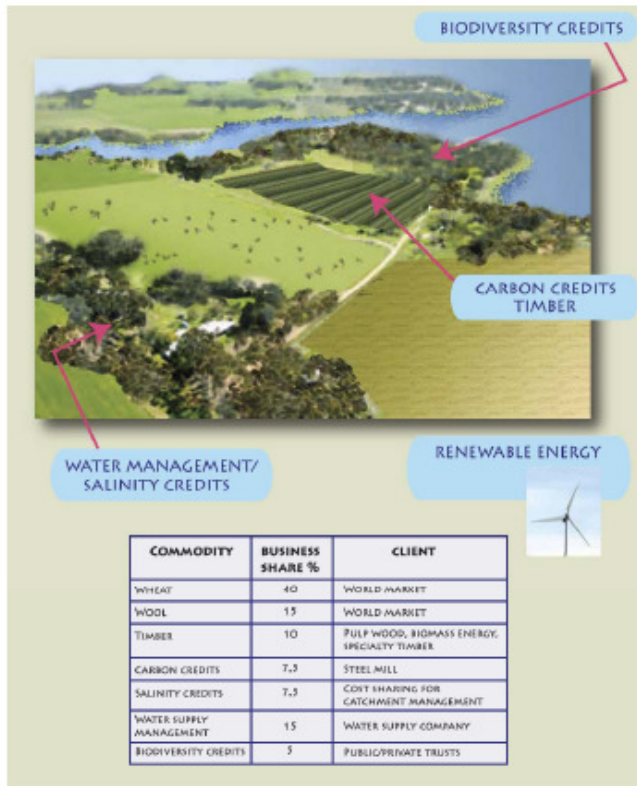 BIODIVERSITY CREDITS
CARBON CREDITS
TIMBER
WATER MANAGEMENT/
SALINITY CREDITS
RENEWABLE ENERGY
COMMODITY BUSINESS SHARE % CLIENT
WHEAT 40 WORLD MARKET
WOOL 15 WORLD MARKET
TIMBER 10 PULP WOOD, BIOMASS ENERGY,
SPECIALTY TIMBER
CARBON CREDITS 7.5 STEEL MILL
SALINITY CREDITS 7.5 COST SHARING FOR
CATCHMENT MANAGEMENT
WATER SUPPLY
MANAGEMENT 15 WATER SUPPLY COMPANY
BIODIVERSITY CREDITS 5 PUBLIC/PRIVATE TRUSTS